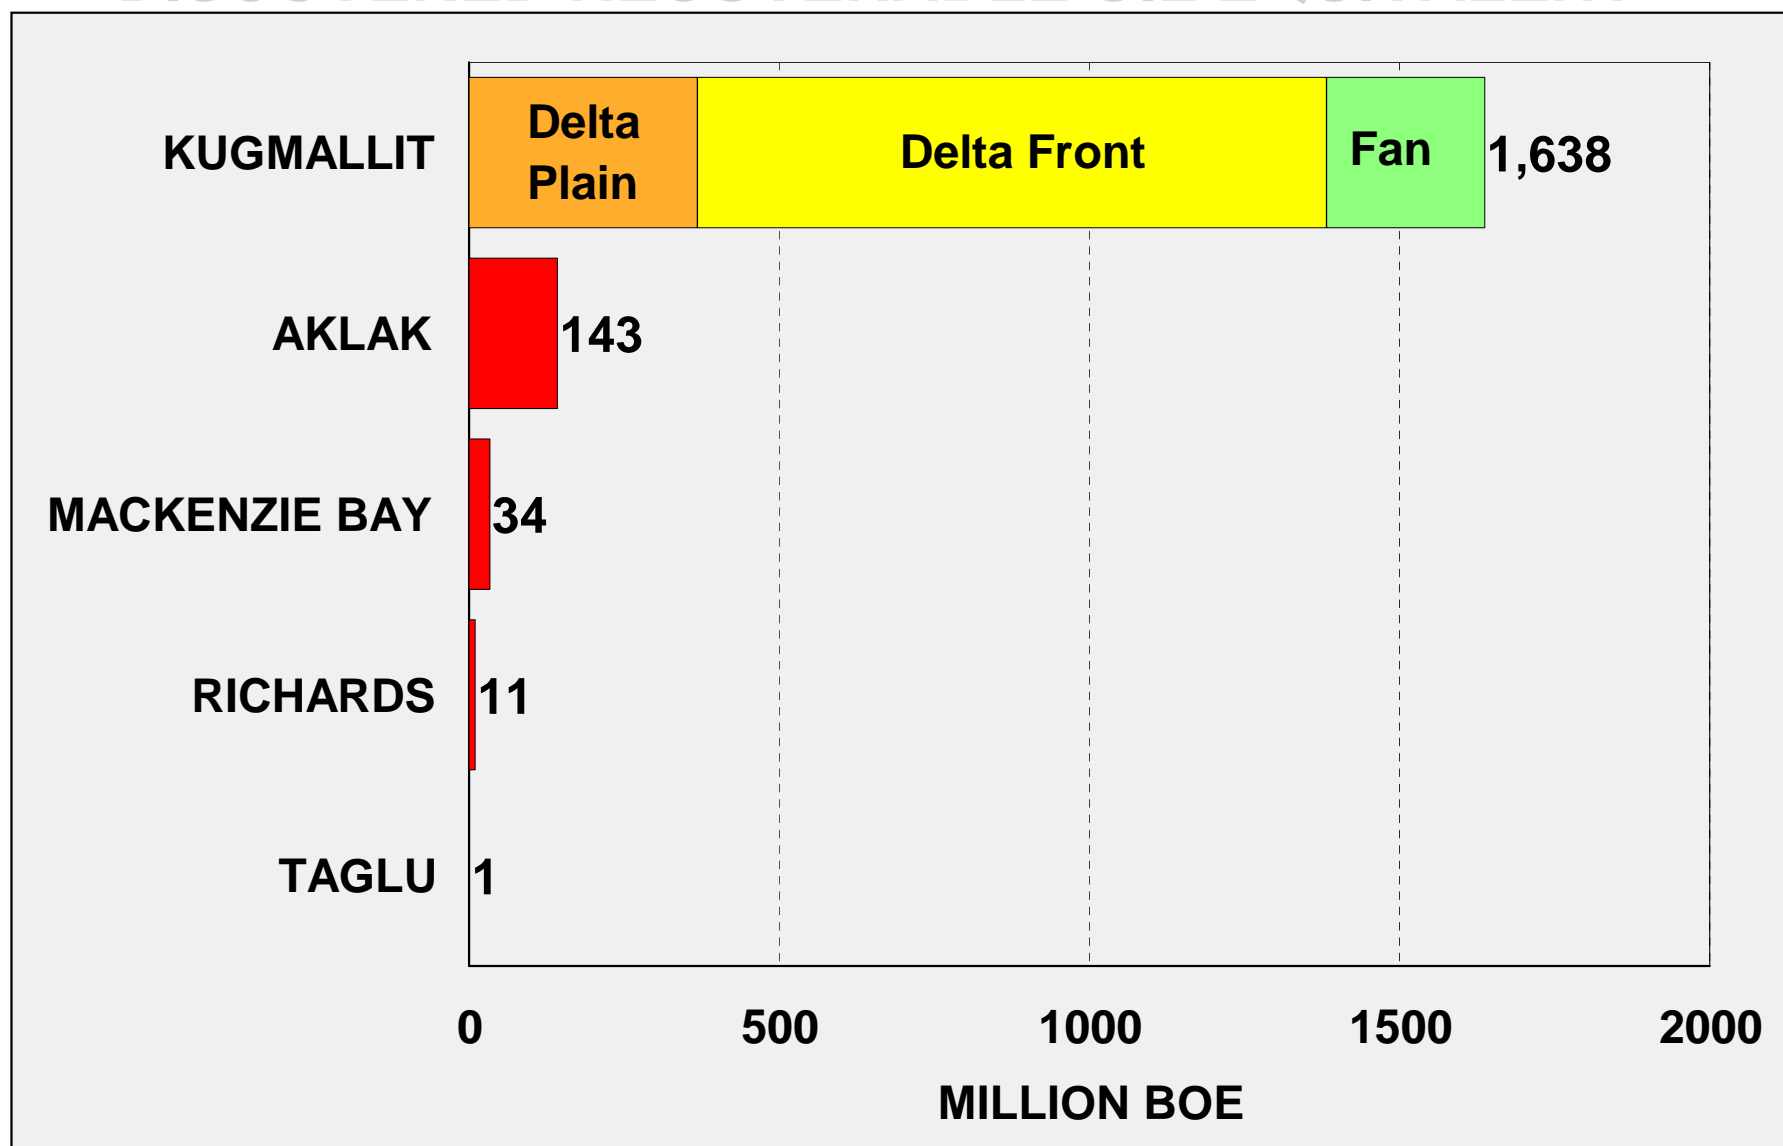 KUGMALLIT
Delta
Plain
Delta Front
Fan
1,638
AKLAK
143
MACKENZIE BAY
34
RICHARDS
11
TAGLU
1
0 500 1000 1500 2000
MILLION BOE